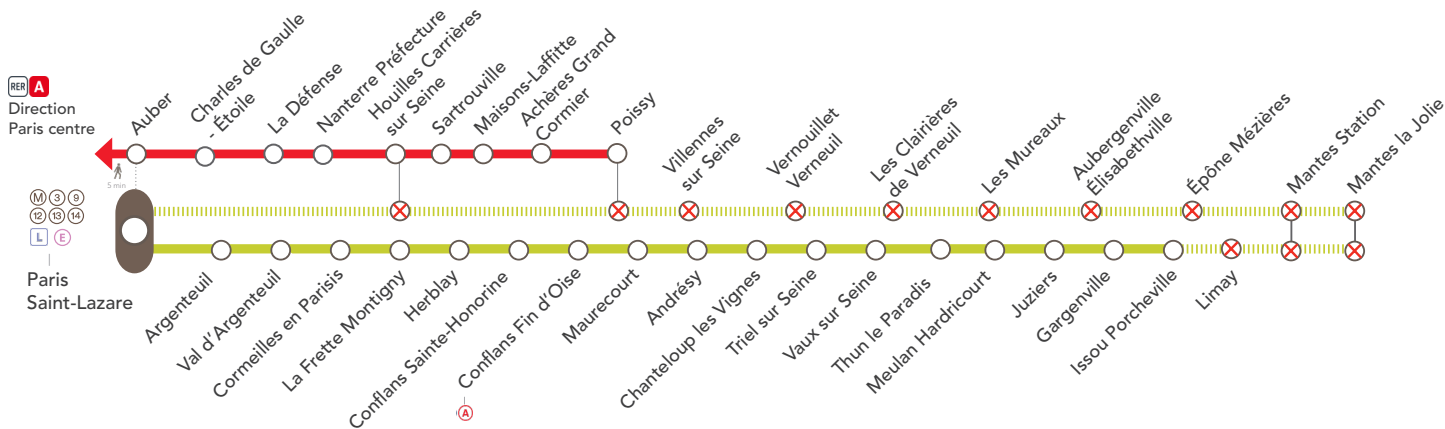 RER A
Direction
Paris centre
Auber
Charles de Gaulle
- Étoile
La Défense
Nanterre Préfecture
Houilles Carrières
sur Seine
Sartrouville
Maisons-Laffitte
Achères Grand
Cormier
Poissy
5 min
Villennes
sur Seine
Vernouillet
Verneuil
Les Clairières
de Verneuil
Les Mureaux
Aubergenville
Élisabethville
Épône Mézières
Mantes Station
Mantes la Jolie
M 3 9
12 13 14
L E
Paris
Saint-Lazare
Argenteuil
Val d'Argenteuil
Cormeilles en Parisis
La Frette Montigny
Herblay
Conflans Sainte-Honorine
Conflans Fin d'Oise
A
Maurecourt
Andrésy
Chanteloup les Vignes
Triel sur Seine
Vaux sur Seine
Thun le Paradis
Meulan Hardricourt
Juziers
Gargenville
Issou Porcheville
Limay